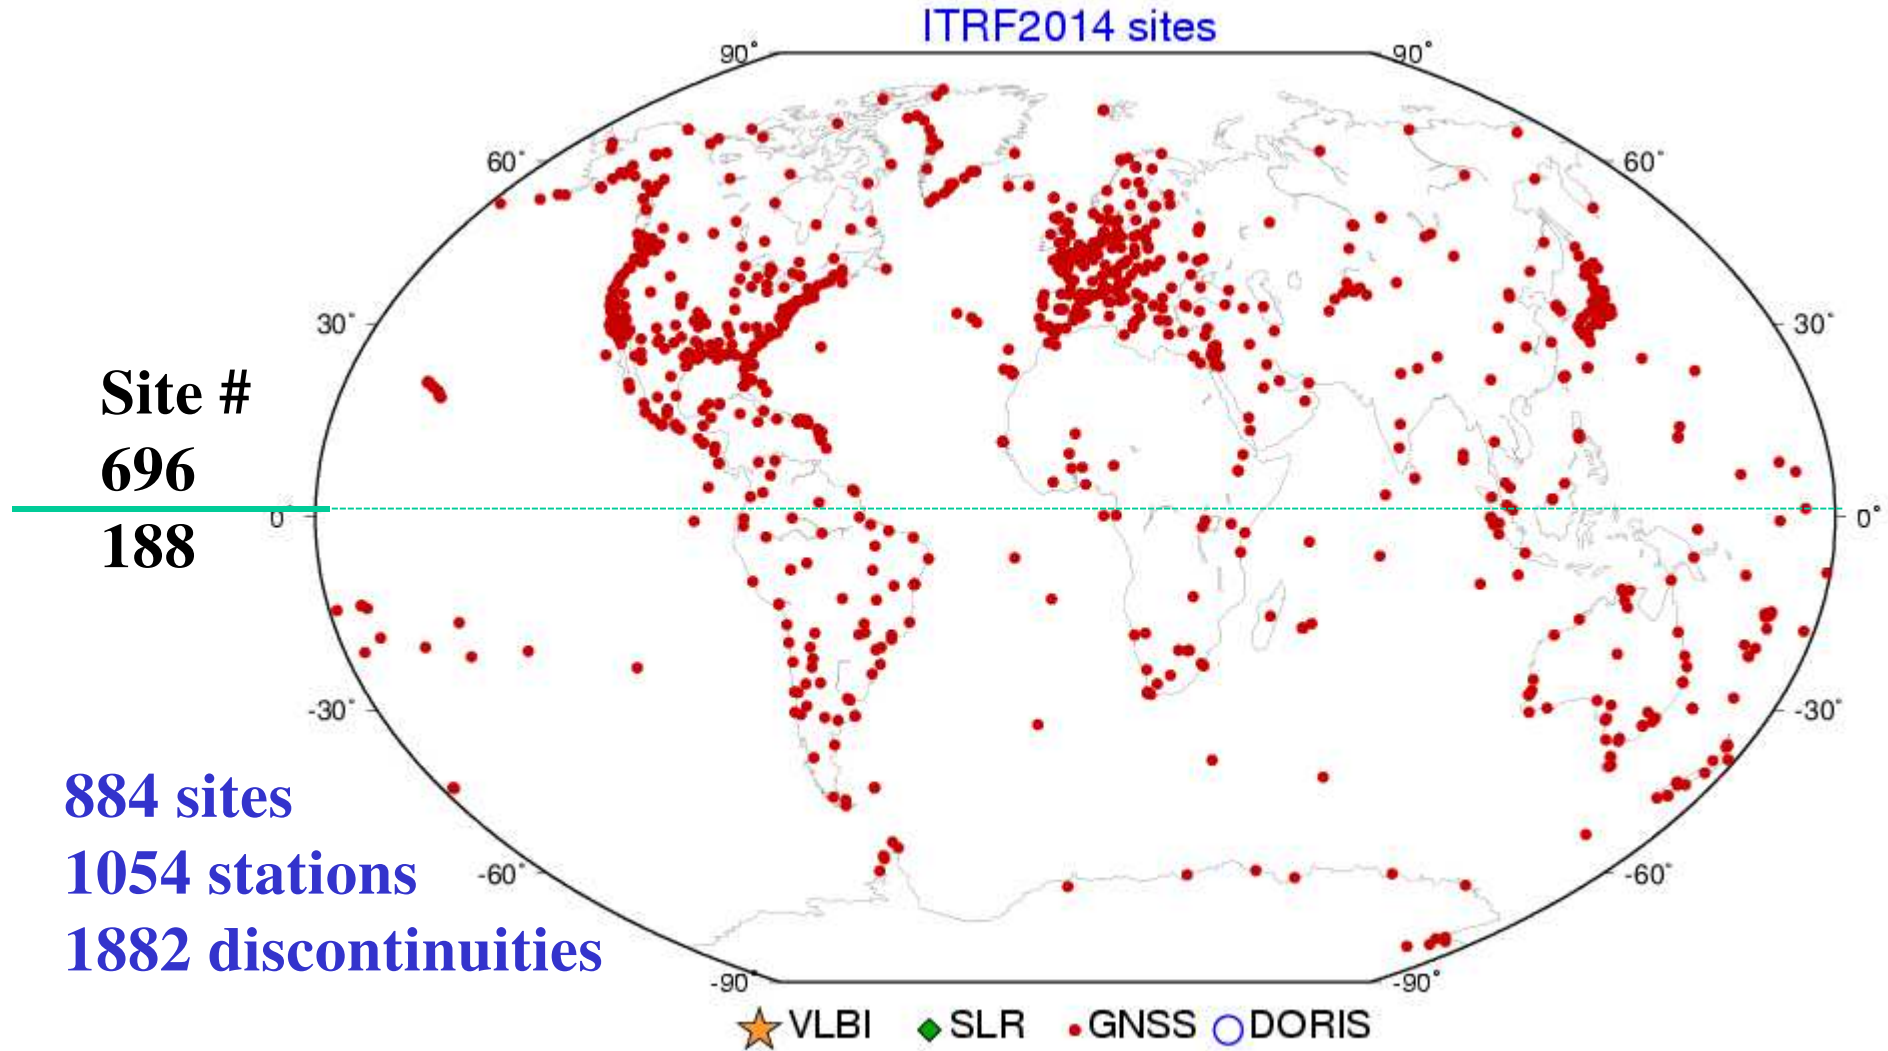 ITRF2014 sites
90° 90°
60° 60°
30° 30°
Site #
696
0° 0°
188
-30° -30°
884 sites
1054 stations
-60° -60°
1882 discontinuities
-90° -90°
VLBI SLR GNSS DORIS